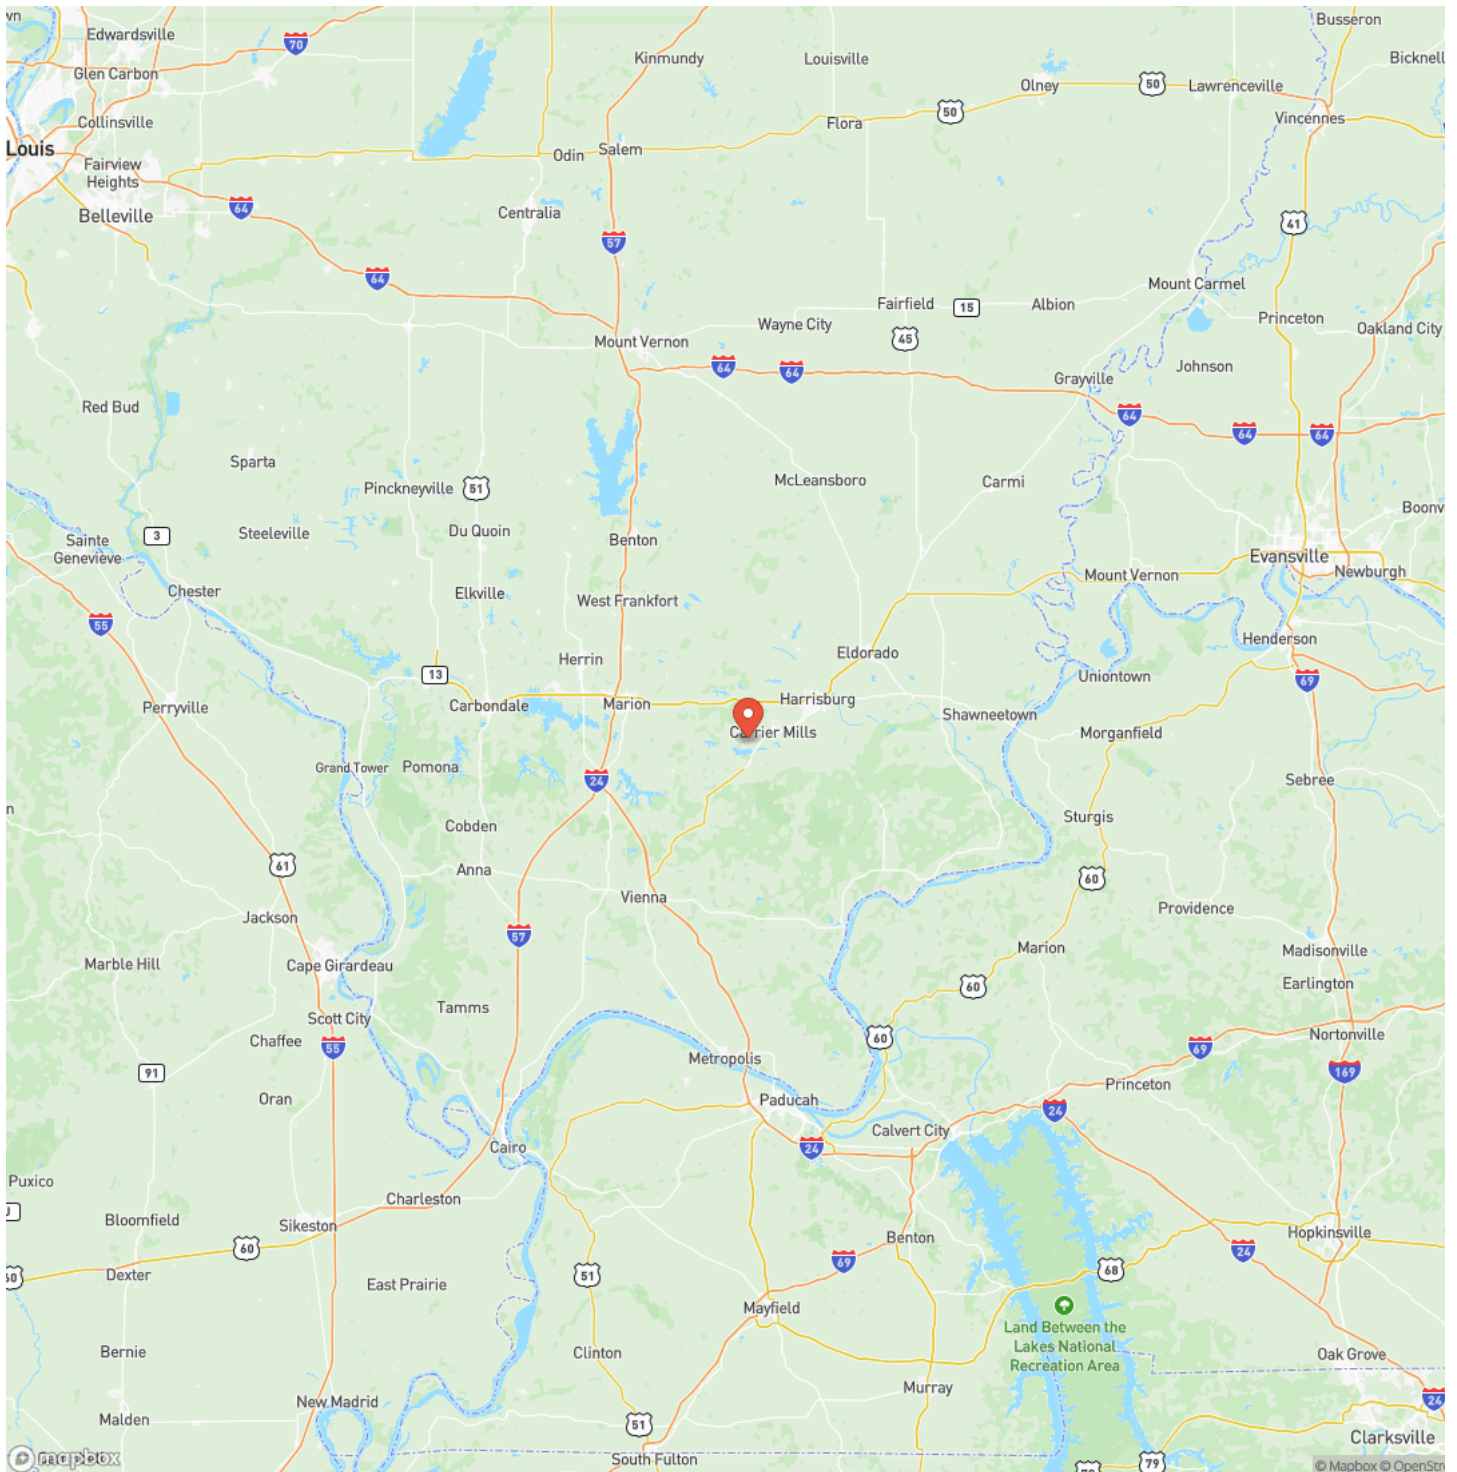 wn
Edwardsville
70
Kinmundy
Louisville
Busseron
Bicknell
Glen Carbon
Olney
50
Lawrenceville
50
Collinsville
Flora
Vincennes
Louis
Odin
Salem
Fairview
Heights
64
Belleville
Centralia
41
57
64
Mount Carmel
Fairfield
15
Albion
Wayne City
Princeton
Oakland City
Mount Vernon
45
64
64
Johnson
Grayville
Red Bud
64
64
64
Sparta
Pinckneyville
51
McLeansboro
Carmi
Boonv
3
Steeleville
Du Quoin
Sainte
Genevieve
Benton
Evansville
Chester
Elkville
West Frankfort
Mount Vernon
Newburgh
55
Henderson
Herrin
Eldorado
13
Uniontown
69
Perryville
Carbondale
Marion
Harrisburg
Shawneetown
Carrier Mills
Morganfield
Grand Tower
Pomona
24
Sebree
n
Cobden
Sturgis
61
Anna
60
Vienna
Jackson
Providence
57
Marion
Madisonville
Marble Hill
Cape Girardeau
60
Earlington
Tamms
Scott City
Chaffee
55
60
69
Nortonville
Metropolis
91
169
Oran
Paducah
Princeton
24
Calvert City
Cairo
24
Puxico
Charleston
J
Bloomfield
Sikeston
Hopkinsville
60
Benton
24
60
Dexter
51
69
68
East Prairie
Mayfield
Land Between the
Lakes National
Recreation Area
Bernie
Clinton
Oak Grove
New Madrid
Murray
24
Malden
51
Clarksville
mapbox
South Fulton
79
© Mapbox © OpenStr